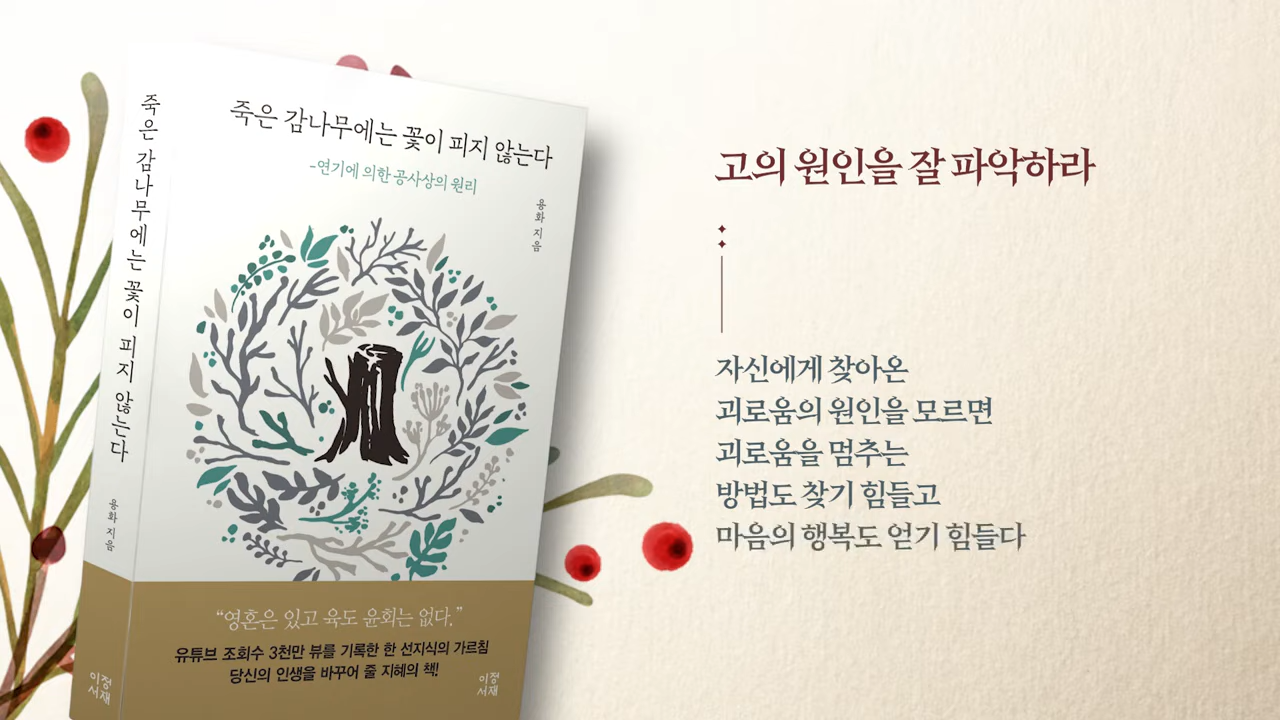 죽은 감나무에는 꽃이 피지 않는다
용화 지음
이정
서재
죽은 감나무에는 꽃이 피지 않는다
-연기에 의한 공사상의 원리
용화 지음
“영혼은 있고 육도 윤회는 없다.”
유튜브 조회수 3천만 뷰를 기록한 한 선지식의 가르침
당신의 인생을 바꾸어 줄 지혜의 책!
이정
서재
고의 원인을 잘 파악하라
자신에게 찾아온
괴로움의 원인을 모르면
괴로움을 멈추는
방법도 찾기 힘들고
마음의 행복도 얻기 힘들다